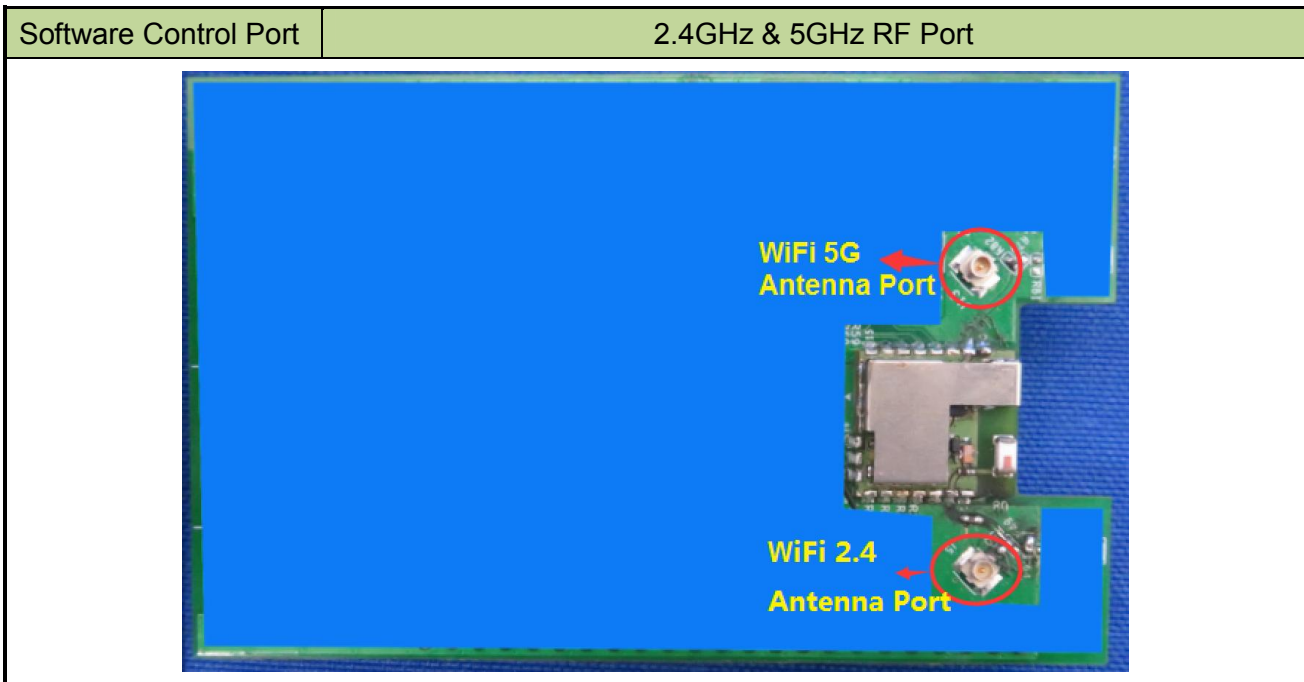 Software Control Port
2.4GHz & 5GHz RF Port
WiFi 5G
Antenna Port
WiFi 2.4
Antenna Port